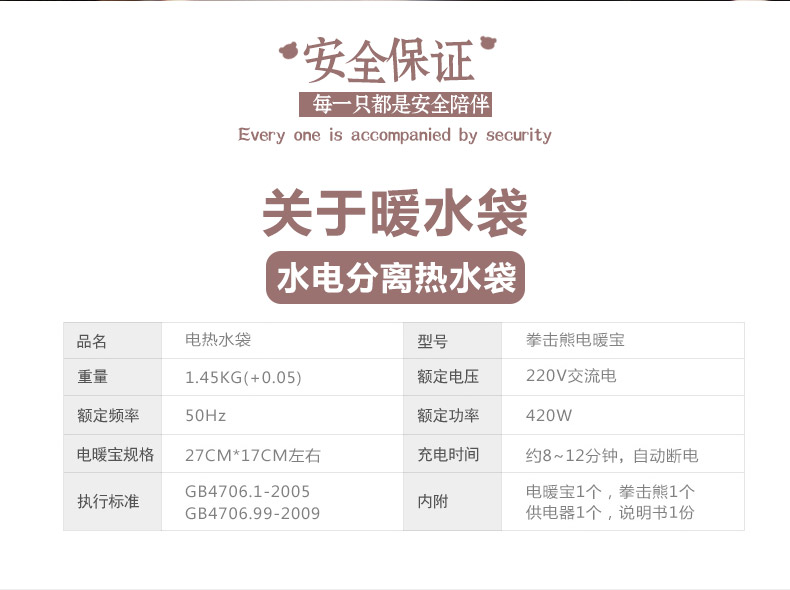 安全保证
每一只都是安全陪伴
Every one is accompanied by security
关于暖水袋
水电分离热水袋
品名 电热水袋 型号 拳击熊电暖宝
重量 1.45KG(+0.05) 额定电压 220V交流电
额定频率 50Hz 额定功率 420W
电暖宝规格 27CM*17CM左右 充电时间 约8~12分钟，自动断电
执行标准 GB4706.1-2005 内附 电暖宝1个，拳击熊1个
GB4706.99-2009 供电器1个，说明书1份